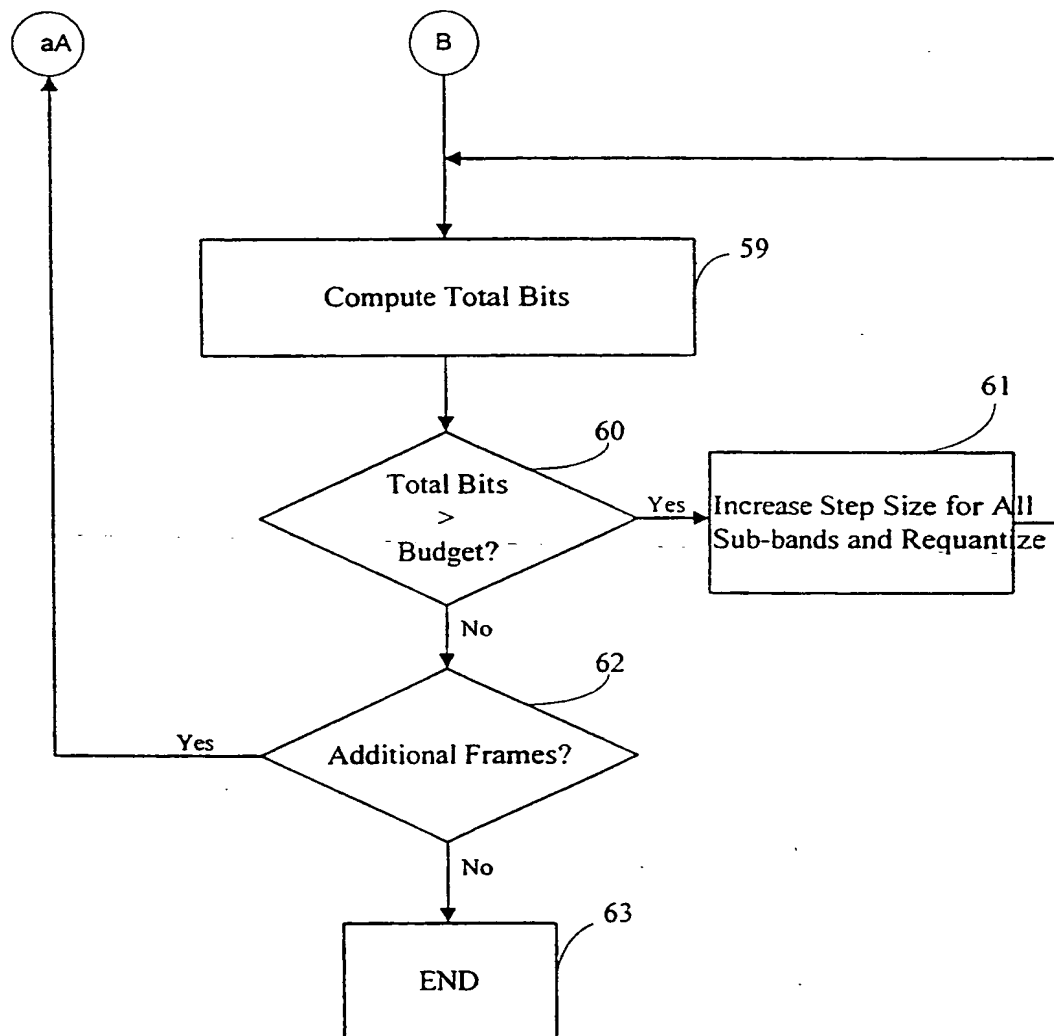 aA
B
59
Compute Total Bits
60
61
Total Bits
>
Budget?
Yes
Increase Step Size for All
Sub-bands and Requantize
No
62
Yes
Additional Frames?
No
63
END